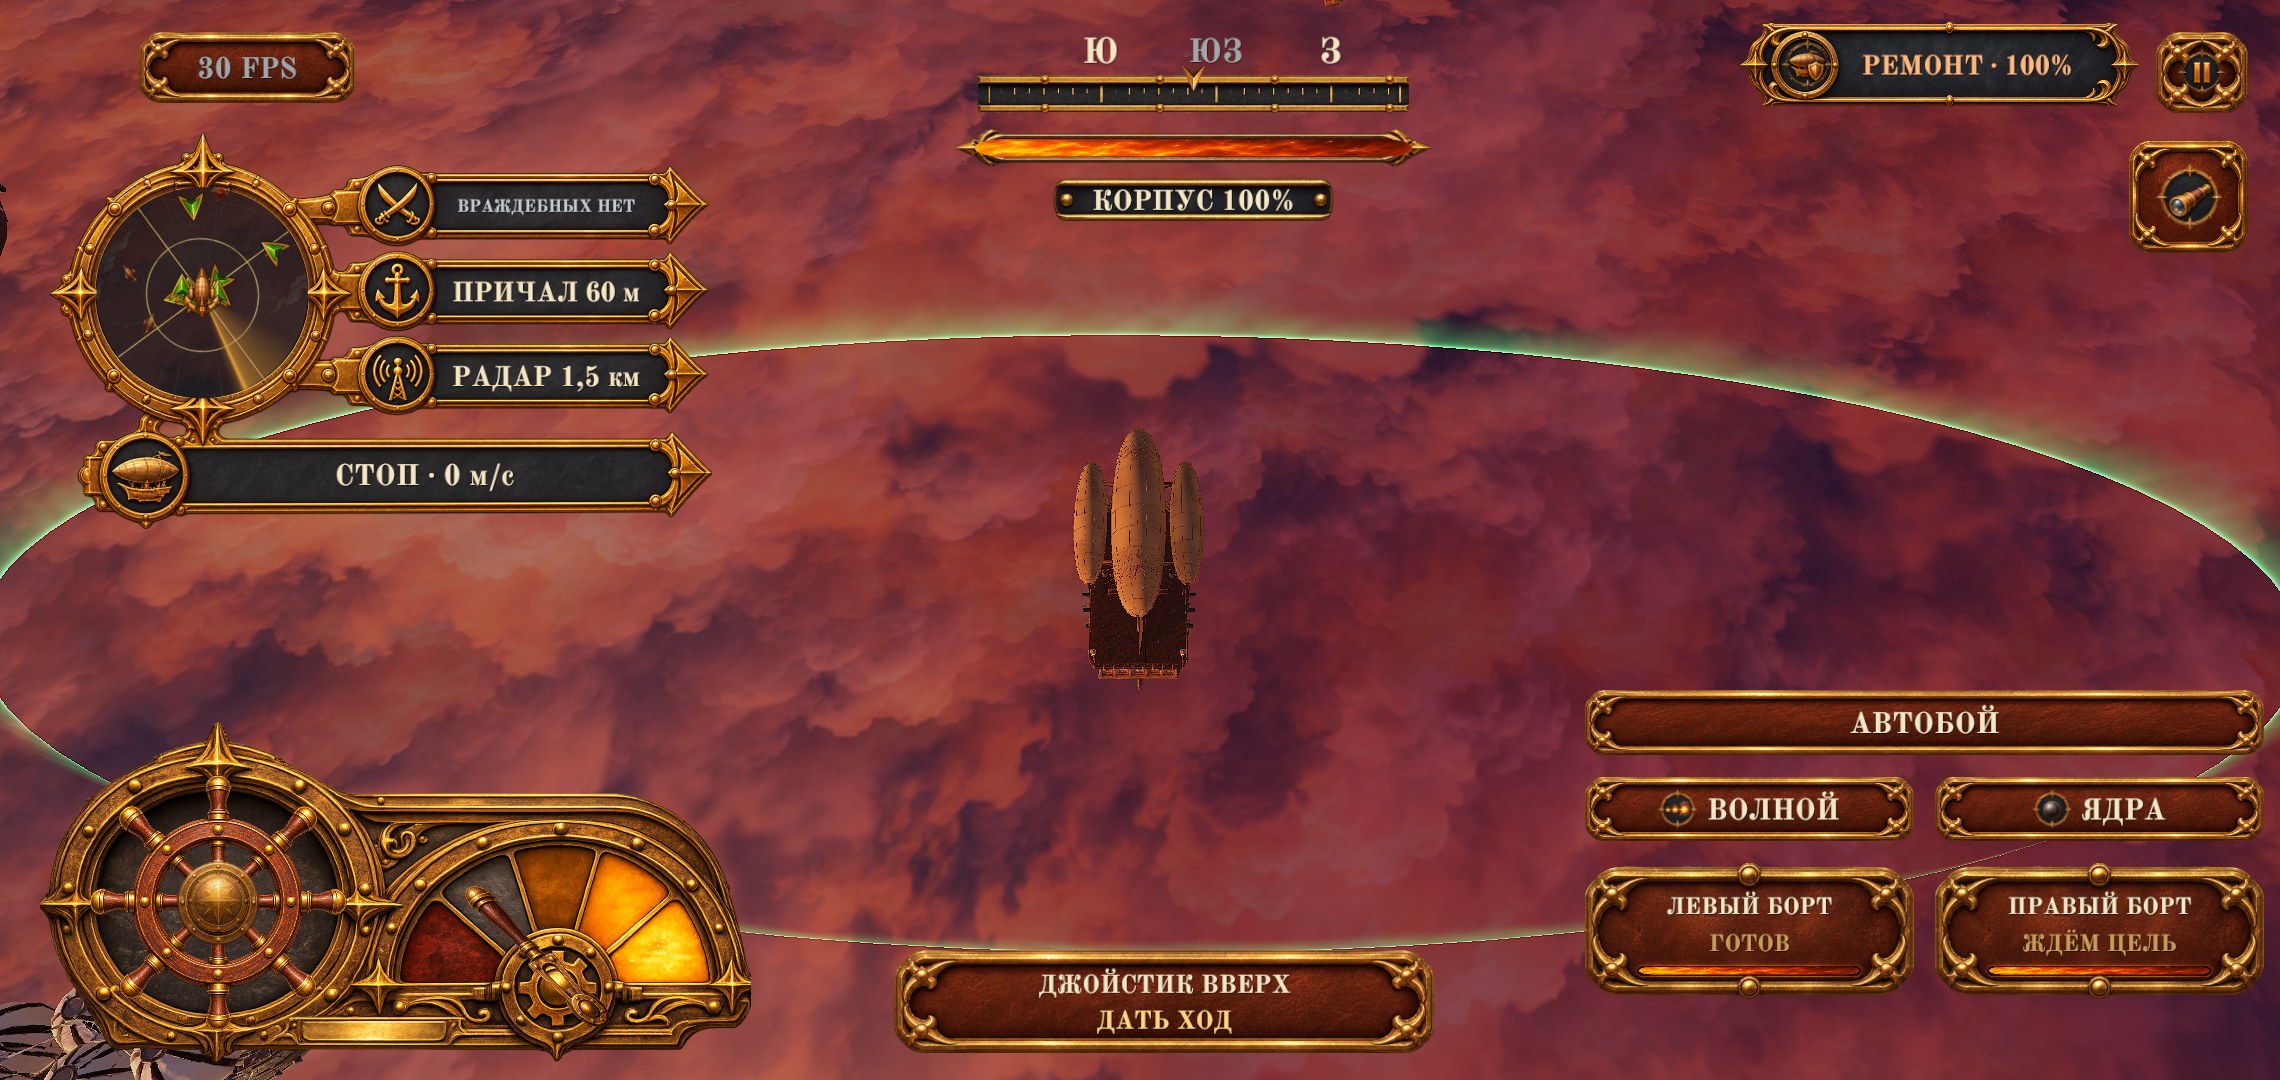 30 FPS
Ю ЮЗ З
РЕМОНТ · 100%
КОРПУС 100%
ВРАЖДЕБНЫХ НЕТ
ПРИЧАЛ 60 м
РАДАР 1,5 км
СТОП · 0 м/с
АВТОБОЙ
ВОЛНОЙ
ЯДРА
ЛЕВЫЙ БОРТ
ГОТОВ
ПРАВЫЙ БОРТ
ЖДЁМ ЦЕЛЬ
ДЖОЙСТИК ВВЕРХ
ДАТЬ ХОД